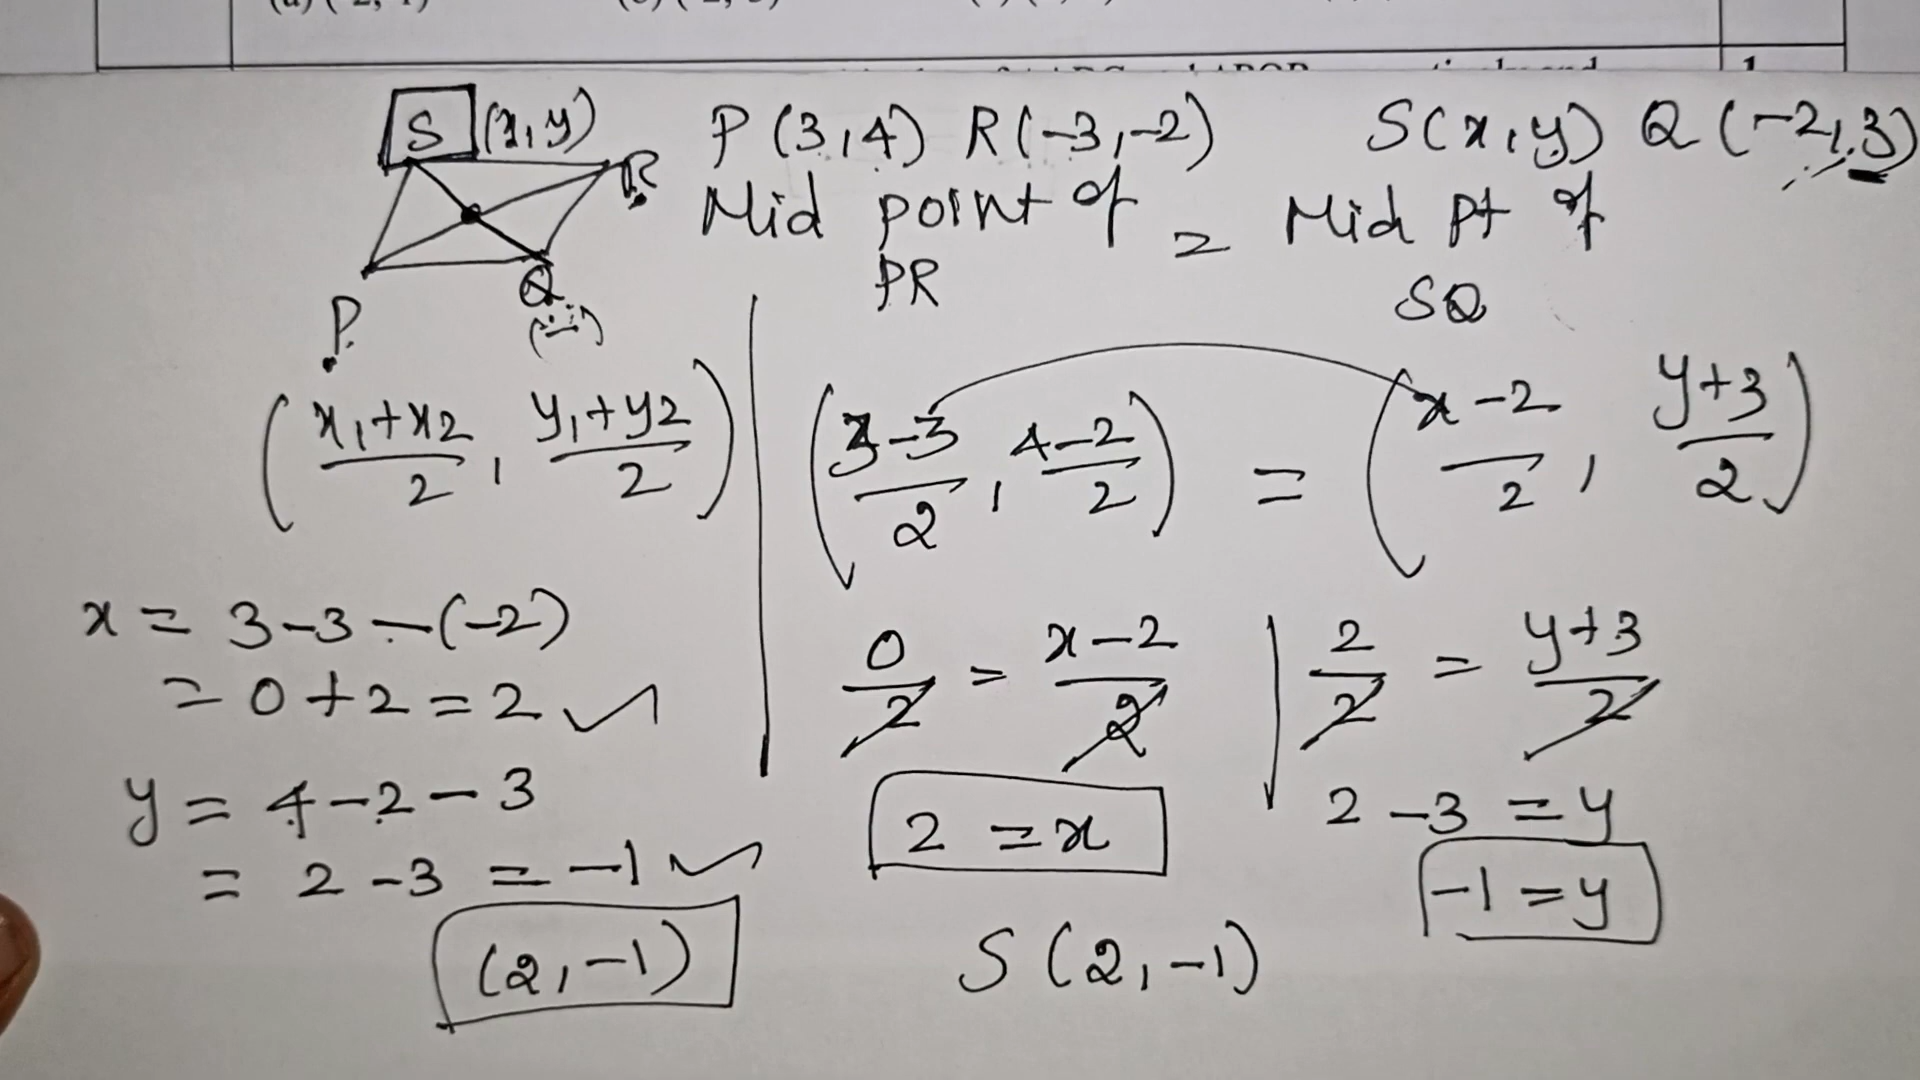 S (x, y) P (3, 4) R (-3, -2) S(x, y) Q (-2, 3)
R
Mid point of PR = Mid pt of SQ
P
Q
(x₁+x₂/2, y₁+y₂/2)
(3-3/2, 4-2/2) = (x-2/2, y+3/2)
x = 3-3-(-2)
= 0+2 = 2 ✓
y = 4-2-3
= 2-3 = -1 ✓
(2, -1)
0/2 = x-2/2
2 = x
2/2 = y+3/2
2-3 = y
-1 = y
S (2, -1)